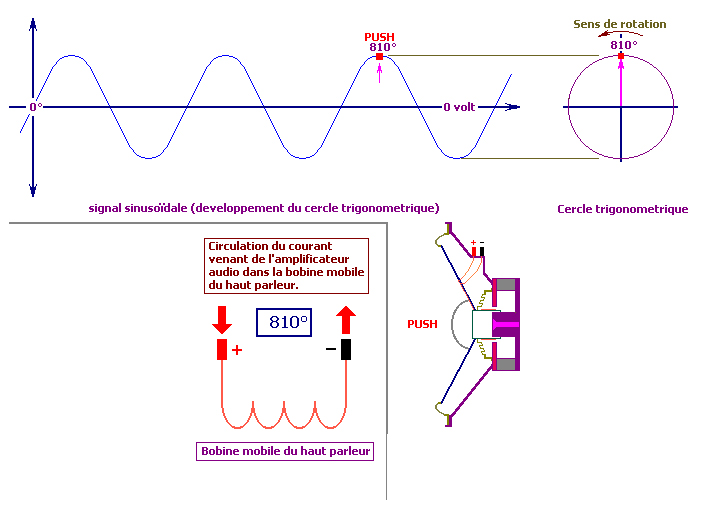 Sens de rotation
PUSH
810°
810°
0°
0 volt
signal sinusoïdale (developpement du cercle trigonometrique)
Cercle trigonometrique
Circulation du courant
venant de l'amplificateur
audio dans la bobine mobile
du haut parleur.
+ -
810°
PUSH
+
-
Bobine mobile du haut parleur